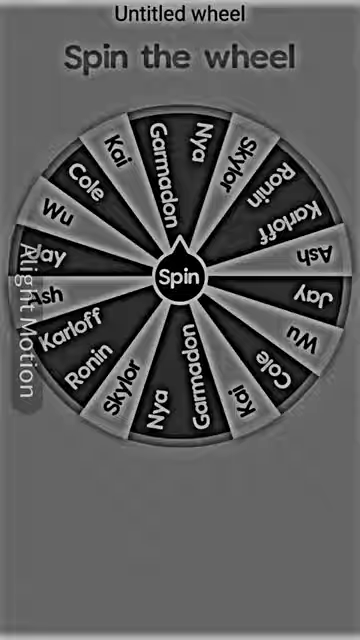 Untitled wheel
Spin the wheel
Garmadon
Nya
Skylor
Ronin
Karloff
Ash
Jay
Wu
Cole
Kai
Garmadon
Nya
Skylor
Ronin
Karloff
Ash
Jay
Wu
Cole
Kai
Spin
Alight Motion